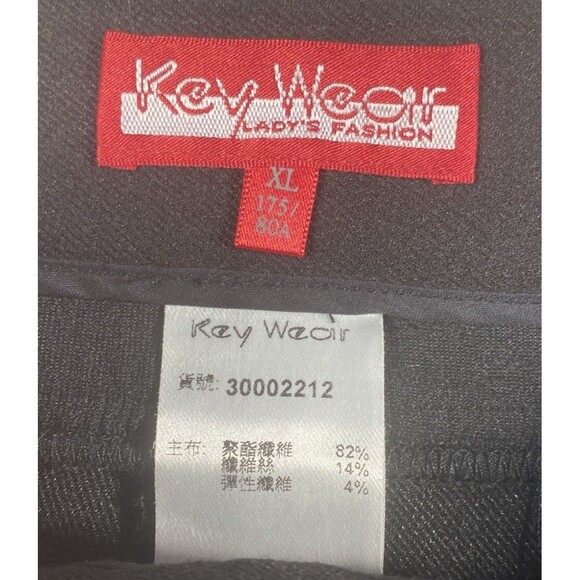 Key Wear
LADY'S FASHION
XL
175/
80A
Key Wear
貨號: 30002212
主布: 聚酯纖維 82%
纖維絲 14%
彈性纖維 4%